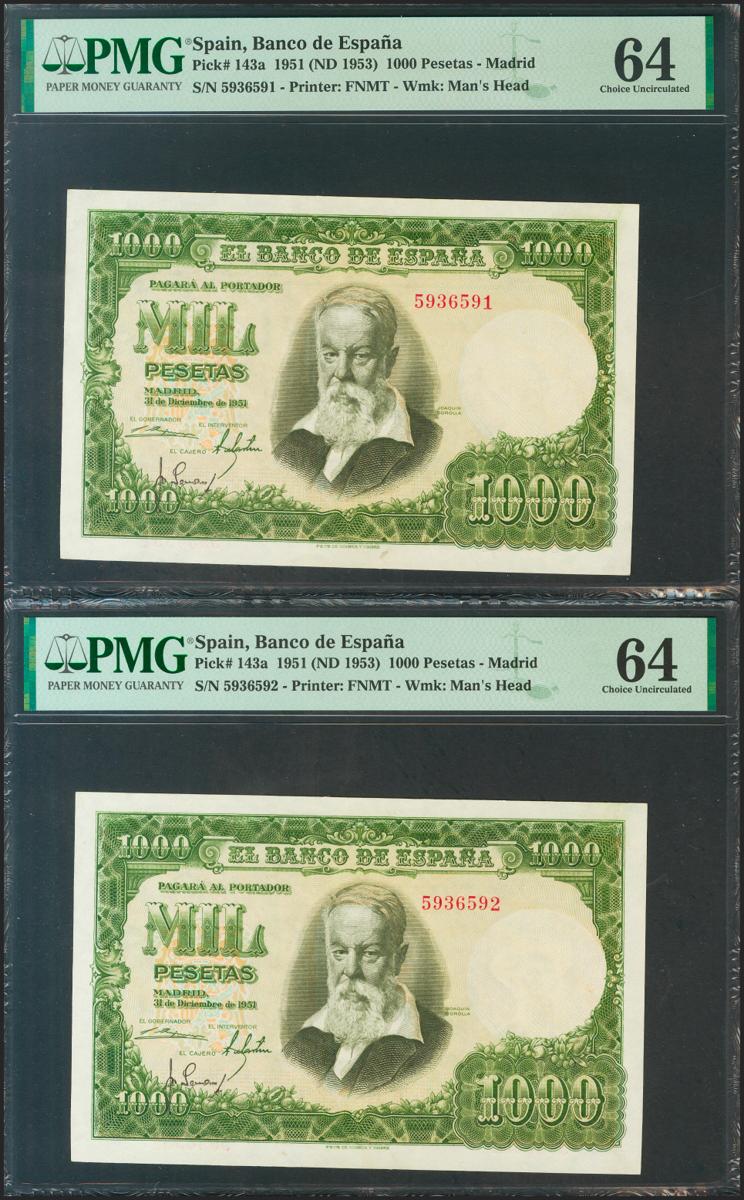 PMG® Spain, Banco de España
Pick# 143a 1951 (ND 1953) 1000 Pesetas - Madrid
S/N 5936591 - Printer: FNMT - Wmk: Man's Head
PAPER MONEY GUARANTY
64
Choice Uncirculated
1000 EL BANCO DE ESPAÑA 1000
PAGARÁ AL PORTADOR
5936591
MIL
PESETAS
MADRID,
31 de Diciembre de 1951
JOAQUIN
SOROLLA
EL GOBERNADOR
EL INTERVENTOR
EL CAJERO
1000
1000
PMG® Spain, Banco de España
Pick# 143a 1951 (ND 1953) 1000 Pesetas - Madrid
S/N 5936592 - Printer: FNMT - Wmk: Man's Head
PAPER MONEY GUARANTY
64
Choice Uncirculated
1000 EL BANCO DE ESPAÑA 1000
PAGARÁ AL PORTADOR
5936592
MIL
PESETAS
MADRID,
31 de Diciembre de 1951
JOAQUIN
SOROLLA
EL GOBERNADOR
EL INTERVENTOR
EL CAJERO
1000
1000